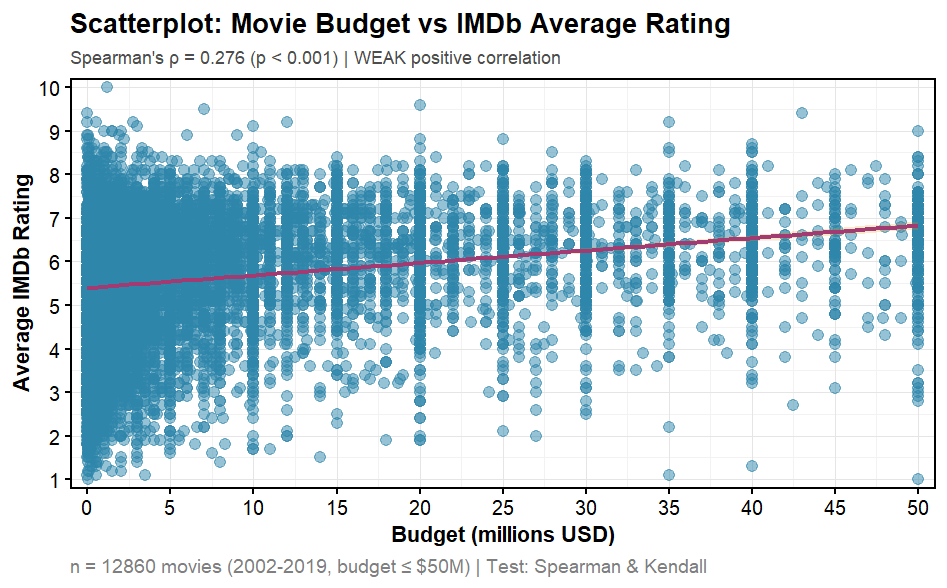 Scatterplot: Movie Budget vs IMDb Average Rating
Spearman's ρ = 0.276 (p < 0.001) | WEAK positive correlation
Average IMDb Rating
10
9
8
7
6
5
4
3
2
1
0 5 10 15 20 25 30 35 40 45 50
Budget (millions USD)
n = 12860 movies (2002-2019, budget ≤ $50M) | Test: Spearman & Kendall